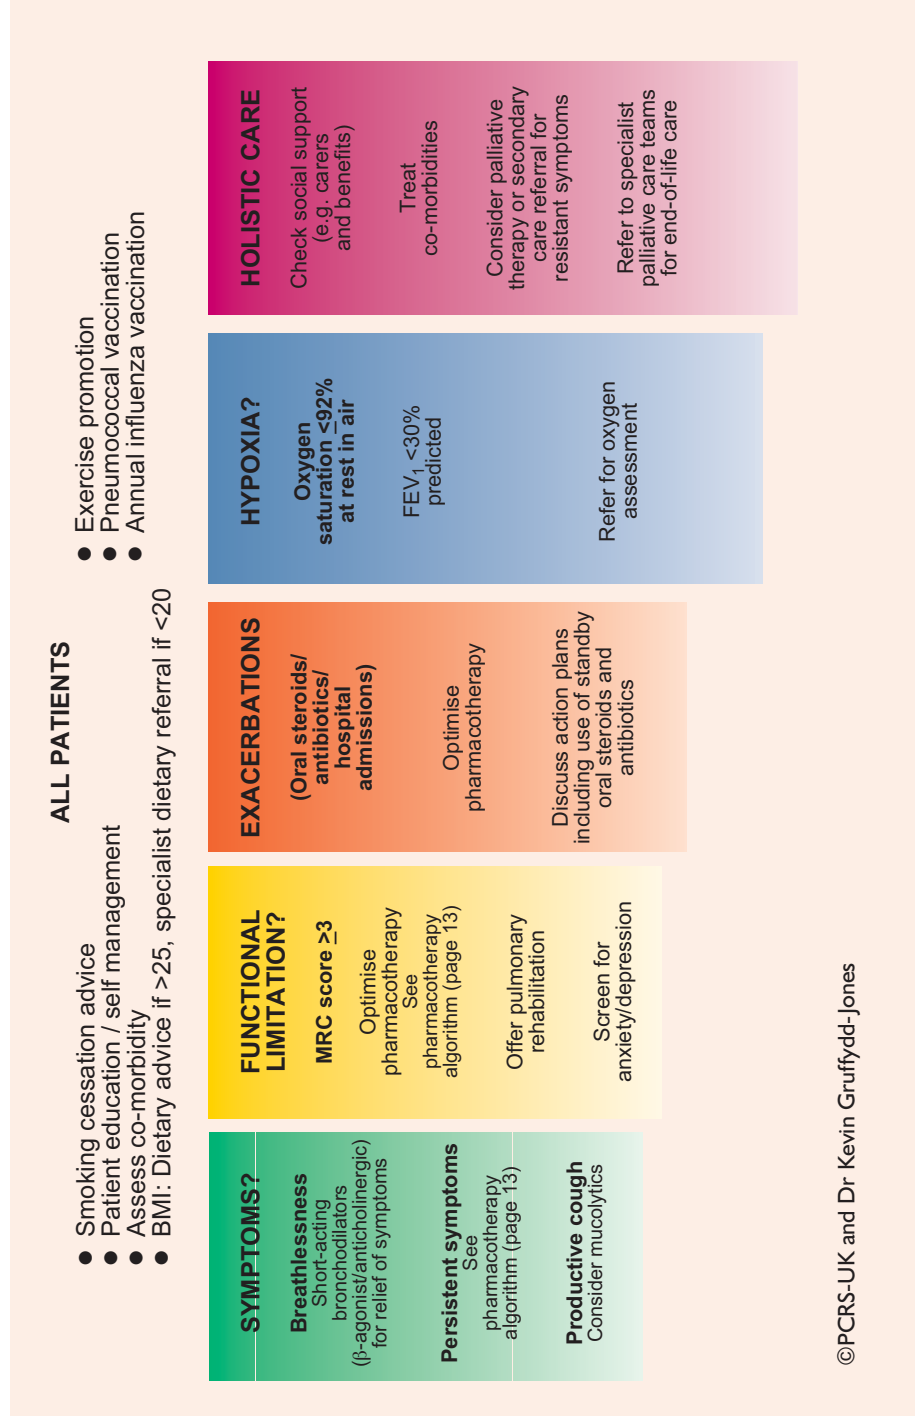 ALL PATIENTS
● Smoking cessation advice
● Patient education / self management
● Assess co-morbidity
● BMI: Dietary advice if >25, specialist dietary referral if <20
● Exercise promotion
● Pneumococcal vaccination
● Annual influenza vaccination
SYMPTOMS?
Breathlessness
Short-acting
bronchodilators
(β-agonist/anticholinergic)
for relief of symptoms
Persistent symptoms
See
pharmacotherapy
algorithm (page 13)
Productive cough
Consider mucolytics
FUNCTIONAL
LIMITATION?
MRC score ≥3
Optimise
pharmacotherapy
See
pharmacotherapy
algorithm (page 13)
Offer pulmonary
rehabilitation
Screen for
anxiety/depression
EXACERBATIONS
(Oral steroids/
antibiotics/
hospital
admissions)
Optimise
pharmacotherapy
Discuss action plans
including use of standby
oral steroids and
antibiotics
HYPOXIA?
Oxygen
saturation ≤92%
at rest in air
FEV₁ <30%
predicted
Refer for oxygen
assessment
HOLISTIC CARE
Check social support
(e.g. carers
and benefits)
Treat
co-morbidities
Consider palliative
therapy or secondary
care referral for
resistant symptoms
Refer to specialist
palliative care teams
for end-of-life care
©PCRS-UK and Dr Kevin Gruffydd-Jones